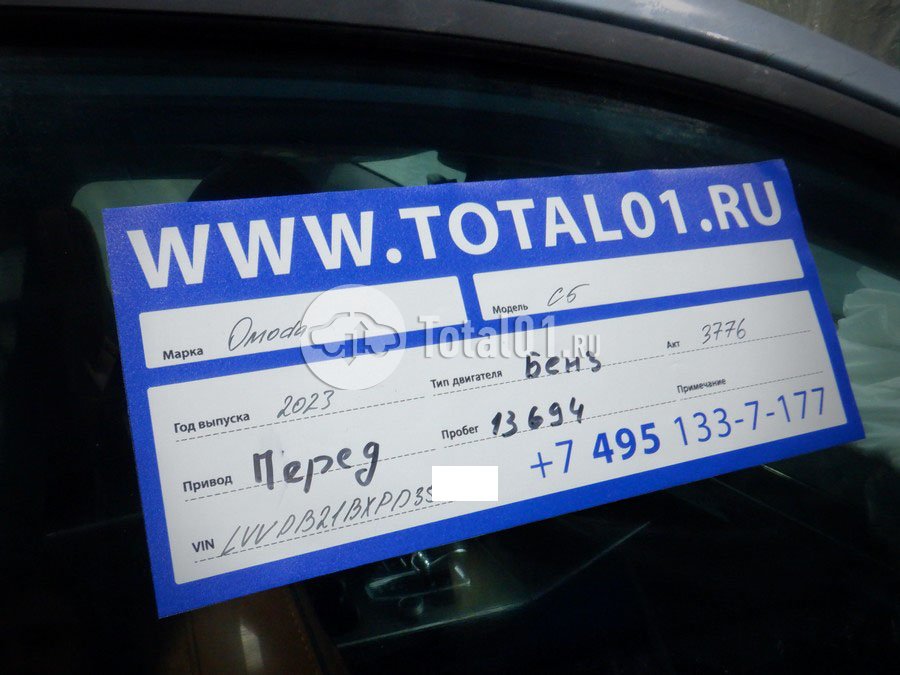 WWW.TOTAL01.RU
Марка Omoda Модель C5
Total01.RU
Год выпуска 2023 Тип двигателя Бенз Акт 3776
Привод Перед Пробег 13694 Примечание
VIN LVVDB21BXPD35 +7 495 133-7-177